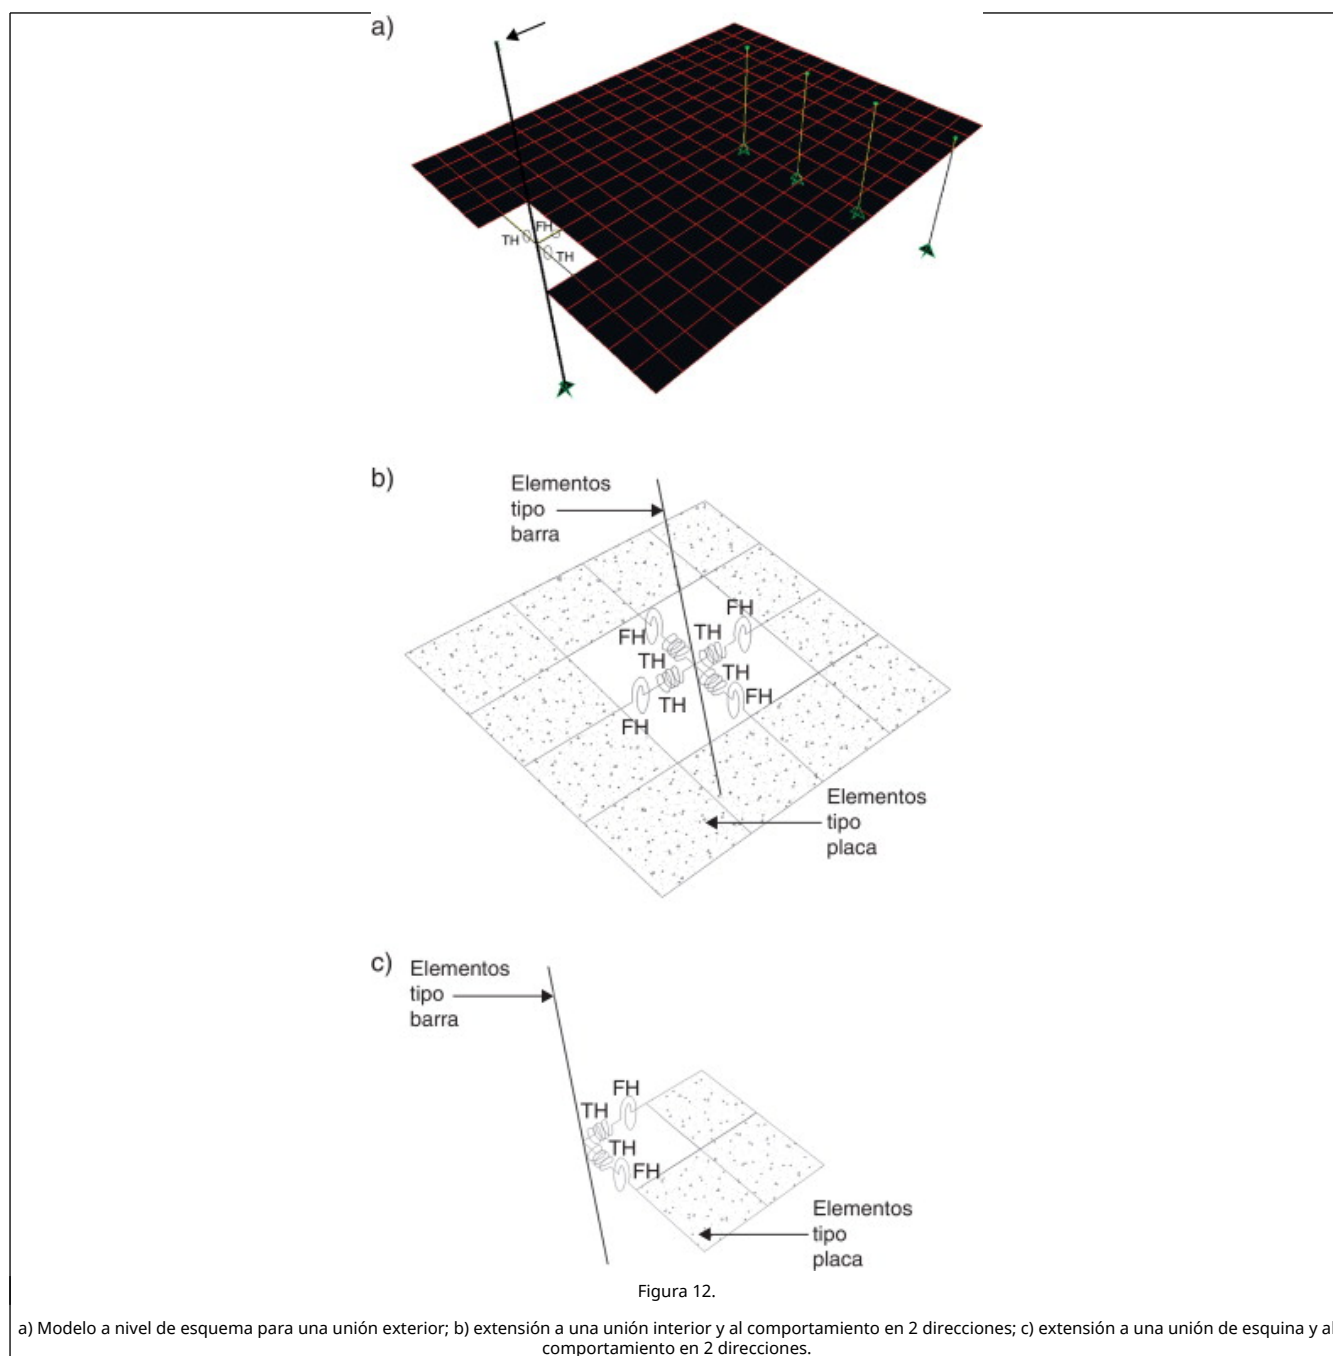 a)
FH
TH
TH
b)
Elementos
tipo
barra
FH
FH
TH
TH
TH
FH
TH
FH
Elementos
tipo
placa
c)
Elementos
tipo
barra
FH
TH
TH
FH
Elementos
tipo
placa
Figura 12.
a) Modelo a nivel de esquema para una unión exterior; b) extensión a una unión interior y al comportamiento en 2 direcciones; c) extensión a una unión de esquina y al
comportamiento en 2 direcciones.